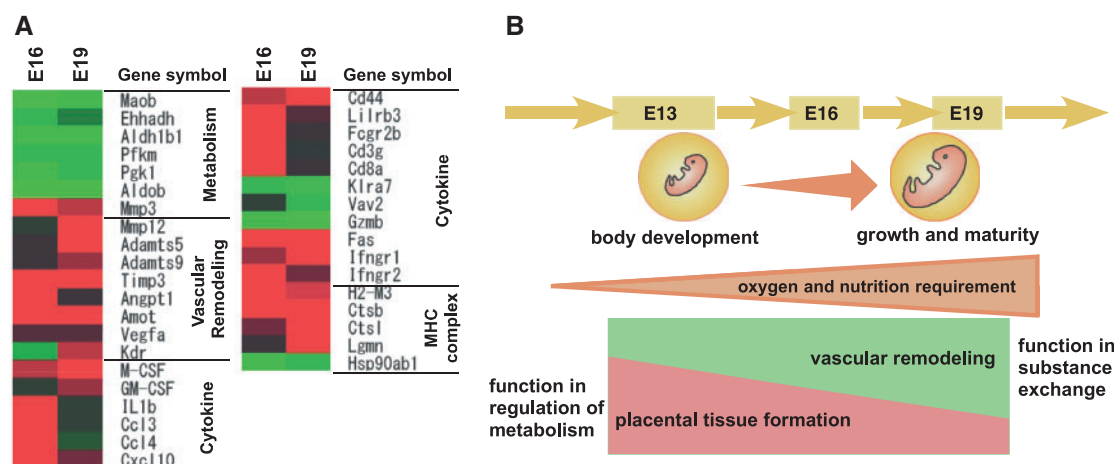 A
E16
E19
Gene symbol
Maob
Ehhadh
Aldh1b1
Pfkm
Pgk1
Aldob
Mmp3
Metabolism
Mmp12
Adamts5
Adamts9
Timp3
Angpt1
Amot
Vegfa
Kdr
Vascular
Remodeling
M-CSF
GM-CSF
IL1b
Ccl3
Ccl4
Cxcl10
Cytokine
E16
E19
Gene symbol
Cd44
Lilrb3
Fcgr2b
Cd3g
Cd8a
Klra7
Vav2
Gzmb
Fas
Ifngr1
Ifngr2
Cytokine
H2-M3
Ctsb
Ctsl
Lgmn
Hsp90ab1
MHC
complex
B
E13
E16
E19
body development
growth and maturity
oxygen and nutrition requirement
vascular remodeling
placental tissue formation
function in
regulation of
metabolism
function in
substance
exchange